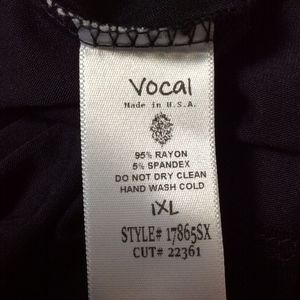 Vocal
Made in U.S.A.
95% RAYON
5% SPANDEX
DO NOT DRY CLEAN
HAND WASH COLD
1XL
STYLE# 17865SX
CUT# 22361